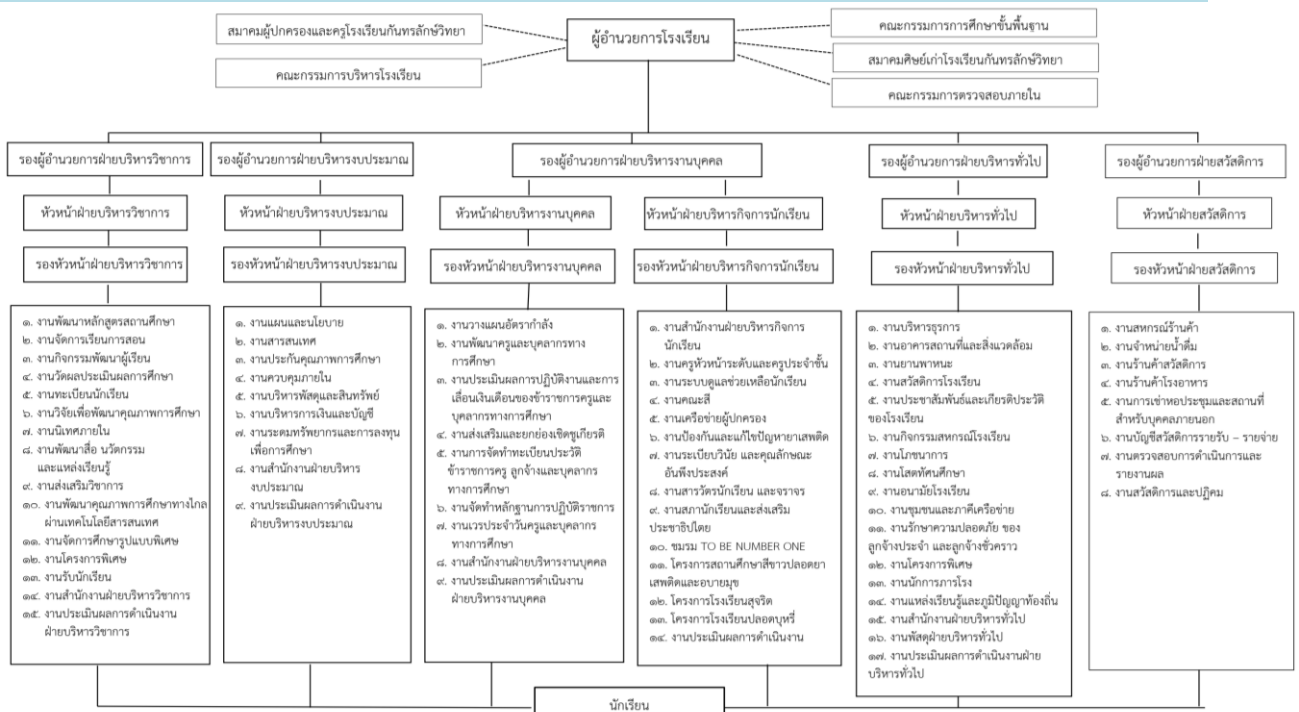 ผู้อำนวยการโรงเรียน
สมาคมผู้ปกครองและครูโรงเรียนกันทรลักษ์วิทยา
คณะกรรมการบริหารโรงเรียน
คณะกรรมการการศึกษาขั้นพื้นฐาน
สมาคมศิษย์เก่าโรงเรียนกันทรลักษ์วิทยา
คณะกรรมการตรวจสอบภายใน
รองผู้อำนวยการฝ่ายบริหารวิชาการ
หัวหน้าฝ่ายบริหารวิชาการ
รองหัวหน้าฝ่ายบริหารวิชาการ
๑. งานพัฒนาหลักสูตรสถานศึกษา
๒. งานจัดการเรียนการสอน
๓. งานกิจกรรมพัฒนาผู้เรียน
๔. งานวัดผลประเมินผลการศึกษา
๕. งานทะเบียนนักเรียน
๖. งานวิจัยเพื่อพัฒนาคุณภาพการศึกษา
๗. งานนิเทศภายใน
๘. งานพัฒนาสื่อ นวัตกรรม
และแหล่งเรียนรู้
๙. งานส่งเสริมวิชาการ
๑๐. งานพัฒนาคุณภาพการศึกษาทางไกล
ผ่านเทคโนโลยีสารสนเทศ
๑๑. งานจัดการศึกษารูปแบบพิเศษ
๑๒. งานโครงการพิเศษ
๑๓. งานรับนักเรียน
๑๔. งานสำนักงานฝ่ายบริหารวิชาการ
๑๕. งานประเมินผลการดำเนินงาน
ฝ่ายบริหารวิชาการ
รองผู้อำนวยการฝ่ายบริหารงบประมาณ
หัวหน้าฝ่ายบริหารงบประมาณ
รองหัวหน้าฝ่ายบริหารงบประมาณ
๑. งานแผนและนโยบาย
๒. งานสารสนเทศ
๓. งานประกันคุณภาพการศึกษา
๔. งานควบคุมภายใน
๕. งานบริหารพัสดุและสินทรัพย์
๖. งานบริหารการเงินและบัญชี
๗. งานระดมทรัพยากรและการลงทุน
เพื่อการศึกษา
๘. งานสำนักงานฝ่ายบริหาร
งบประมาณ
๙. งานประเมินผลการดำเนินงาน
ฝ่ายบริหารงบประมาณ
รองผู้อำนวยการฝ่ายบริหารงานบุคคล
หัวหน้าฝ่ายบริหารงานบุคคล
รองหัวหน้าฝ่ายบริหารงานบุคคล
๑. งานวางแผนอัตรากำลัง
๒. งานพัฒนาครูและบุคลากรทาง
การศึกษา
๓. งานประเมินผลการปฏิบัติงานและการ
เลื่อนเงินเดือนของข้าราชการครูและ
บุคลากรทางการศึกษา
๔. งานส่งเสริมและยกย่องเชิดชูเกียรติ
๕. งานการจัดทำทะเบียนประวัติ
ข้าราชการครู ลูกจ้างและบุคลากร
ทางการศึกษา
๖. งานจัดทำหลักฐานการปฏิบัติราชการ
๗. งานเวรประจำวันครูและบุคลากร
ทางการศึกษา
๘. งานสำนักงานฝ่ายบริหารงานบุคคล
๙. งานประเมินผลการดำเนินงาน
ฝ่ายบริหารงานบุคคล
หัวหน้าฝ่ายบริหารกิจการนักเรียน
รองหัวหน้าฝ่ายบริหารกิจการนักเรียน
๑. งานสำนักงานฝ่ายบริหารกิจการ
นักเรียน
๒. งานครูหัวหน้าระดับและครูประจำชั้น
๓. งานระบบดูแลช่วยเหลือนักเรียน
๔. งานคณะสี
๕. งานเครือข่ายผู้ปกครอง
๖. งานป้องกันและแก้ไขปัญหายาเสพติด
๗. งานระเบียบวินัย และคุณลักษณะ
อันพึงประสงค์
๘. งานสารวัตรนักเรียน และจราจร
๙. งานสภานักเรียนและส่งเสริม
ประชาธิปไตย
๑๐. ชมรม TO BE NUMBER ONE
๑๑. โครงการสถานศึกษาสีขาวปลอดยา
เสพติดและอบายมุข
๑๒. โครงการโรงเรียนสุจริต
๑๓. โครงการโรงเรียนปลอดบุหรี่
๑๔. งานประเมินผลการดำเนินงาน
รองผู้อำนวยการฝ่ายบริหารทั่วไป
หัวหน้าฝ่ายบริหารทั่วไป
รองหัวหน้าฝ่ายบริหารทั่วไป
๑. งานบริหารธุรการ
๒. งานอาคารสถานที่และสิ่งแวดล้อม
๓. งานยานพาหนะ
๔. งานสวัสดิการโรงเรียน
๕. งานประชาสัมพันธ์และเกียรติประวัติ
ของโรงเรียน
๖. งานกิจกรรมสหกรณ์โรงเรียน
๗. งานโภชนาการ
๘. งานโสตทัศนศึกษา
๙. งานอนามัยโรงเรียน
๑๐. งานชุมชนและภาคีเครือข่าย
๑๑. งานรักษาความปลอดภัย ของ
ลูกจ้างประจำ และลูกจ้างชั่วคราว
๑๒. งานโครงการพิเศษ
๑๓. งานนักการภารโรง
๑๔. งานแหล่งเรียนรู้และภูมิปัญญาท้องถิ่น
๑๕. งานสำนักงานฝ่ายบริหารทั่วไป
๑๖. งานพัสดุฝ่ายบริหารทั่วไป
๑๗. งานประเมินผลการดำเนินงานฝ่าย
บริหารทั่วไป
รองผู้อำนวยการฝ่ายสวัสดิการ
หัวหน้าฝ่ายสวัสดิการ
รองหัวหน้าฝ่ายสวัสดิการ
๑. งานสหกรณ์ร้านค้า
๒. งานจำหน่ายน้ำดื่ม
๓. งานร้านค้าสวัสดิการ
๔. งานร้านค้าโรงอาหาร
๕. งานการเช่าหอประชุมและสถานที่
สำหรับบุคคลภายนอก
๖. งานบัญชีสวัสดิการรายรับ – รายจ่าย
๗. งานตรวจสอบการดำเนินการและ
รายงานผล
๘. งานสวัสดิการและปฏิคม
นักเรียน